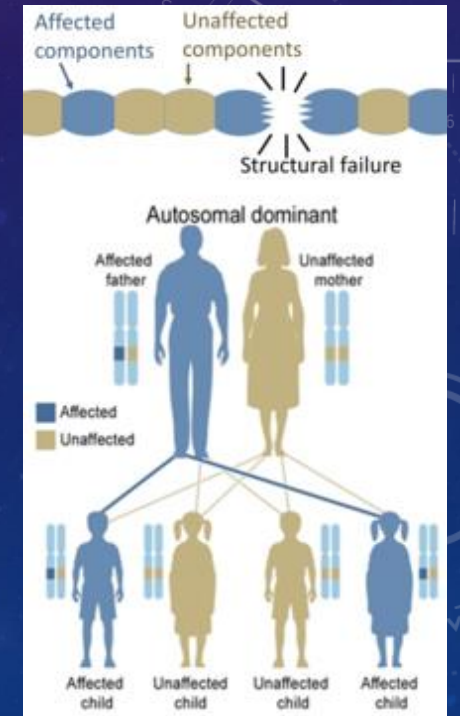 Affected
components
Unaffected
components
Structural failure
Autosomal dominant
Affected
father
Unaffected
mother
Affected
Unaffected
Affected
child
Unaffected
child
Unaffected
child
Affected
child